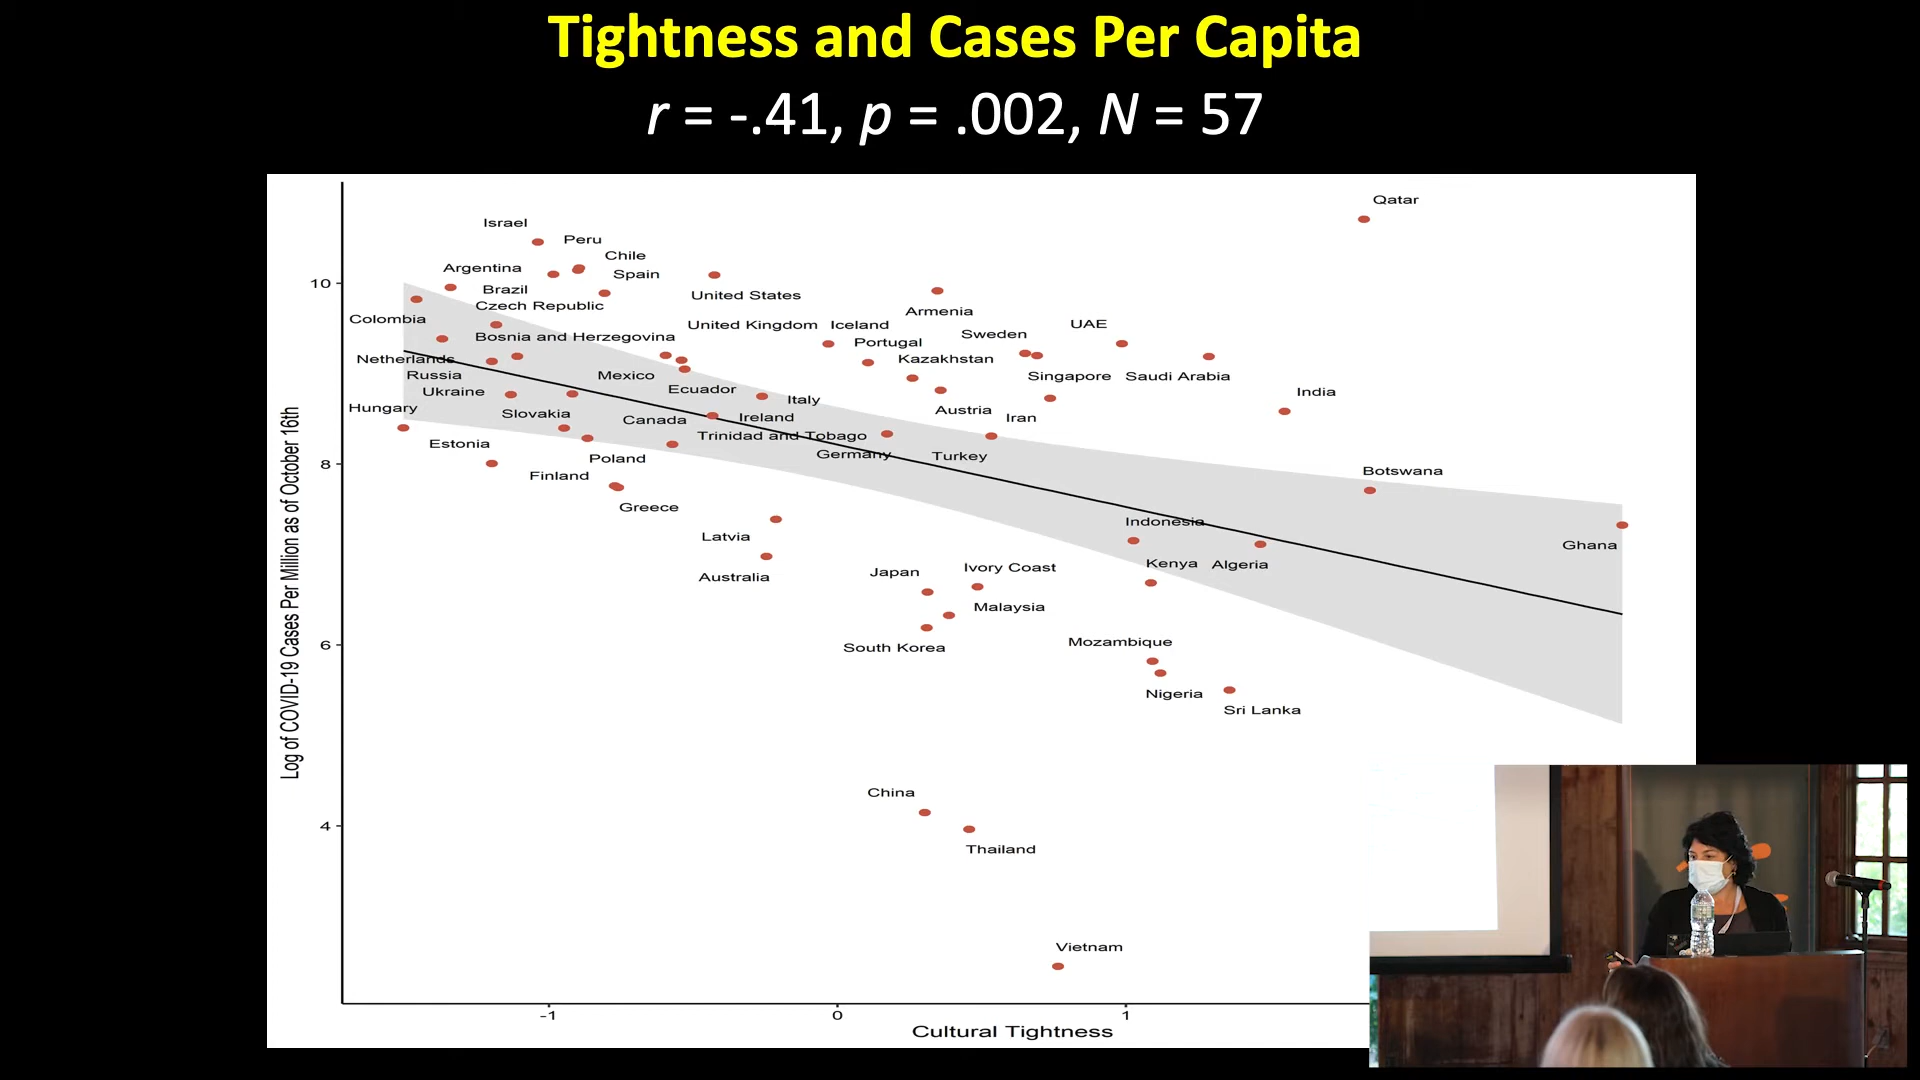 Tightness and Cases Per Capita
r = -.41, p = .002, N = 57
Qatar
Israel
Peru
Chile
Argentina
Spain
Brazil
United States
Czech Republic
Armenia
Colombia
United Kingdom
Iceland
UAE
Bosnia and Herzegovina
Sweden
Portugal
Netherlands
Kazakhstan
Russia
Mexico
Singapore
Saudi Arabia
Ukraine
Ecuador
India
Italy
Hungary
Slovakia
Austria
Canada
Ireland
Iran
Trinidad and Tobago
Estonia
Germany
Turkey
Poland
Botswana
Finland
Greece
Indonesia
Latvia
Ghana
Kenya
Algeria
Ivory Coast
Japan
Australia
Malaysia
Mozambique
South Korea
Nigeria
Sri Lanka
China
Thailand
Vietnam
10
8
6
4
Log of COVID-19 Cases Per Million as of October 16th
-1
0
1
Cultural Tightness